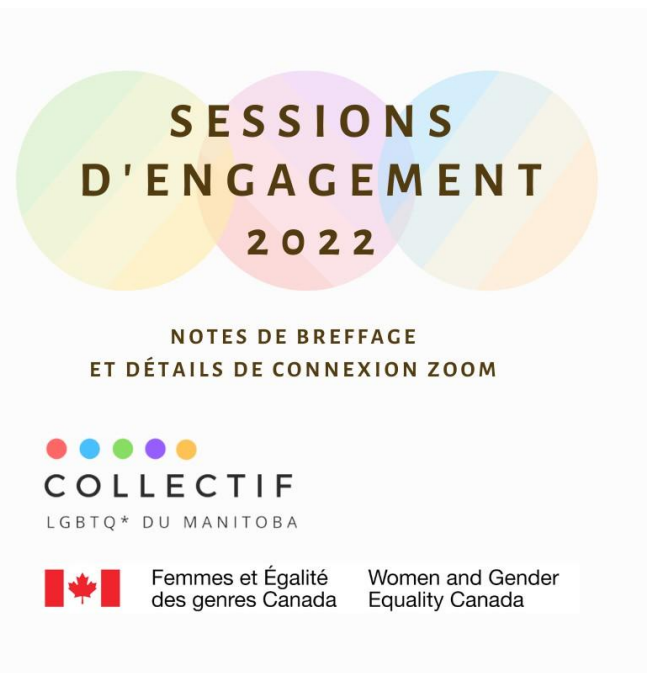 SESSIONS
D'ENGAGEMENT
2022
NOTES DE BREFFAGE
ET DÉTAILS DE CONNEXION ZOOM
COLLECTIF
LGBTQ* DU MANITOBA
Femmes et Égalité
des genres Canada
Women and Gender
Equality Canada